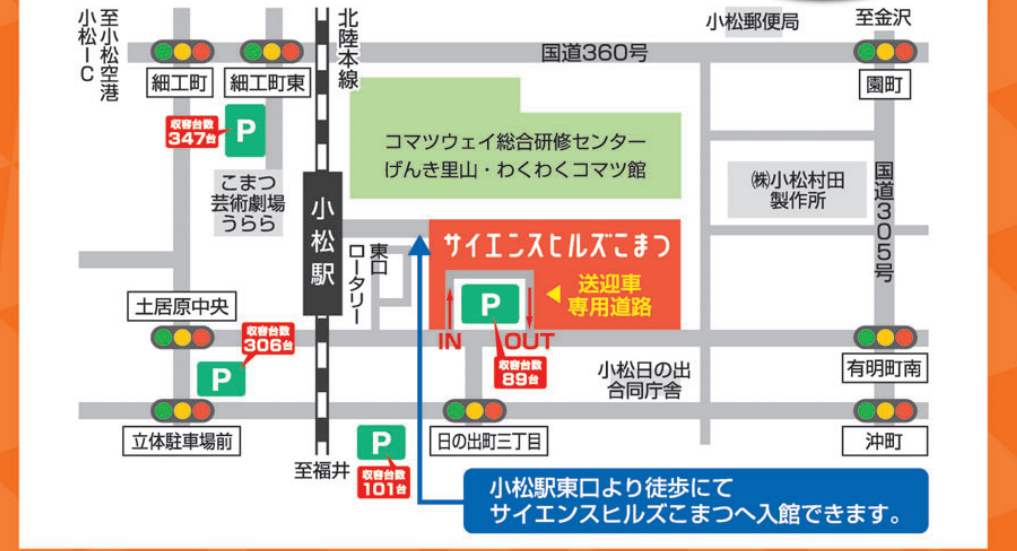 至小松空港
小松IC
北陸本線
小松郵便局
至金沢
国道360号
細工町
細工町東
園町
収容台数
347台
P
コマツウェイ総合研修センター
げんき里山・わくわくコマツ館
こまつ
芸術劇場
うらら
小松駅
㈱小松村田
製作所
国道305号
サイエンスヒルズこまつ
東口
ロータリー
送迎車
専用道路
P
IN
OUT
土居原中央
収容台数
306台
P
収容台数
89台
小松日の出
合同庁舎
有明町南
立体駐車場前
P
日の出町三丁目
沖町
至福井
収容台数
101台
小松駅東口より徒歩にて
サイエンスヒルズこまつへ入館できます。